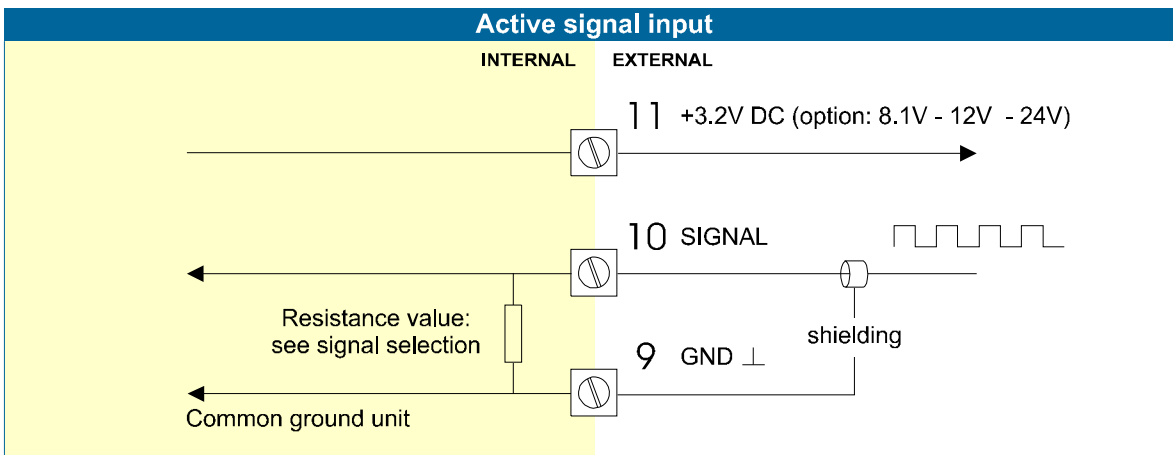 Active signal input
INTERNAL EXTERNAL
11 +3.2V DC (option: 8.1V - 12V - 24V)
10 SIGNAL
Resistance value:
see signal selection
shielding
9 GND ⊥
Common ground unit